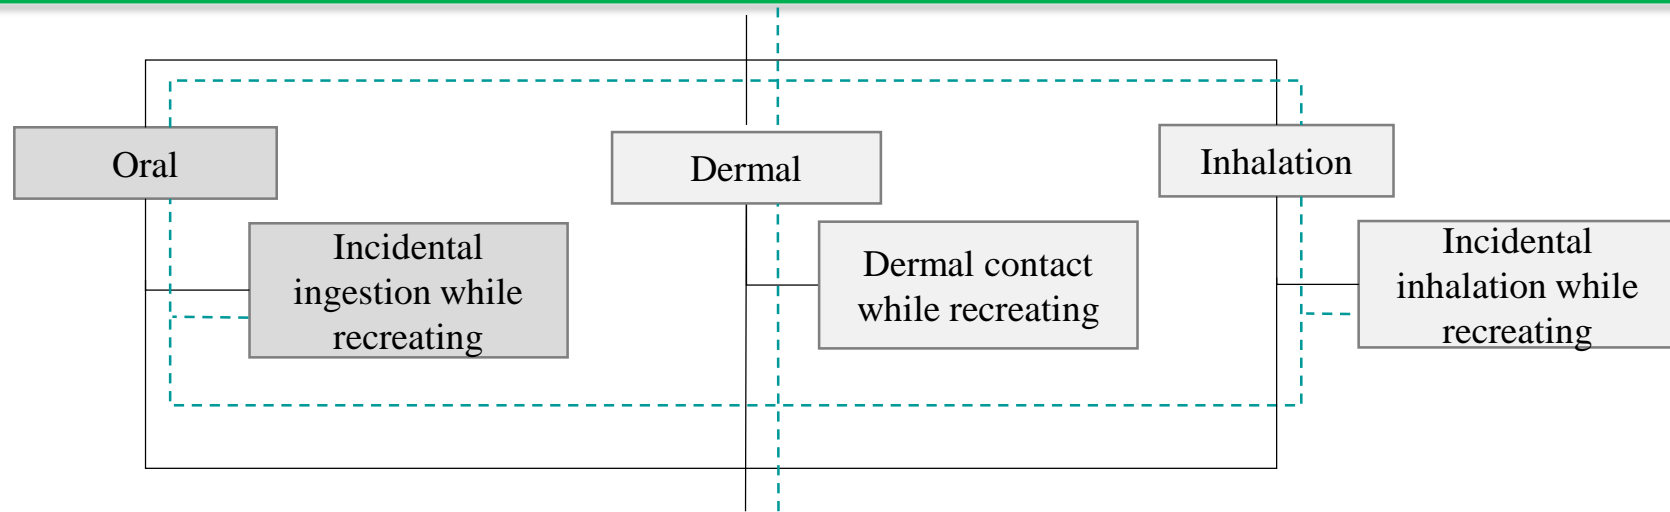 Oral
Dermal
Inhalation
Incidental
ingestion while
recreating
Dermal contact
while recreating
Incidental
inhalation while
recreating